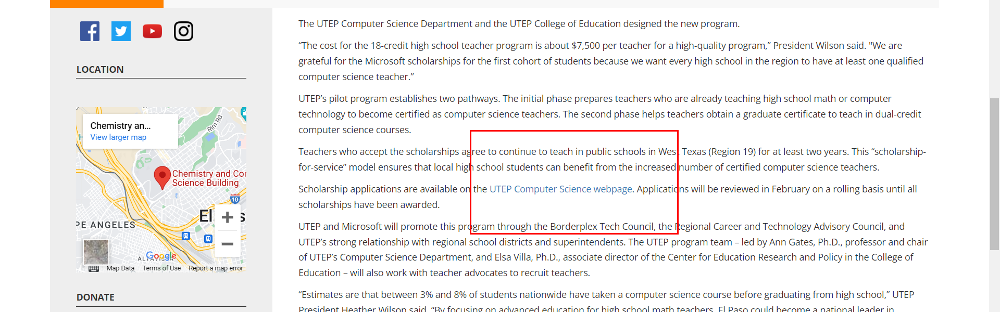 LOCATION
Chemistry an...
View larger map
Rim Rd
Chemistry and Cor
Science Building
10
El
s
PE ANGELES
Google
Map Data
Terms of Use
Report a map error
DONATE
The UTEP Computer Science Department and the UTEP College of Education designed the new program.
“The cost for the 18-credit high school teacher program is about $7,500 per teacher for a high-quality program,” President Wilson said. "We are
grateful for the Microsoft scholarships for the first cohort of students because we want every high school in the region to have at least one qualified
computer science teacher.”
UTEP’s pilot program establishes two pathways. The initial phase prepares teachers who are already teaching high school math or computer
technology to become certified as computer science teachers. The second phase helps teachers obtain a graduate certificate to teach in dual-credit
computer science courses.
Teachers who accept the scholarships agree to continue to teach in public schools in West Texas (Region 19) for at least two years. This “scholarship-
for-service” model ensures that local high school students can benefit from the increased number of certified computer science teachers.
Scholarship applications are available on the UTEP Computer Science webpage. Applications will be reviewed in February on a rolling basis until all
scholarships have been awarded.
UTEP and Microsoft will promote this program through the Borderplex Tech Council, the Regional Career and Technology Advisory Council, and
UTEP’s strong relationship with regional school districts and superintendents. The UTEP program team – led by Ann Gates, Ph.D., professor and chair
of UTEP’s Computer Science Department, and Elsa Villa, Ph.D., associate director of the Center for Education Research and Policy in the College of
Education – will also work with teacher advocates to recruit teachers.
“Estimates are that between 3% and 8% of students nationwide have taken a computer science course before graduating from high school,” UTEP
President Heather Wilson said. “By focusing on advanced education for high school math teachers, El Paso could become a national leader in